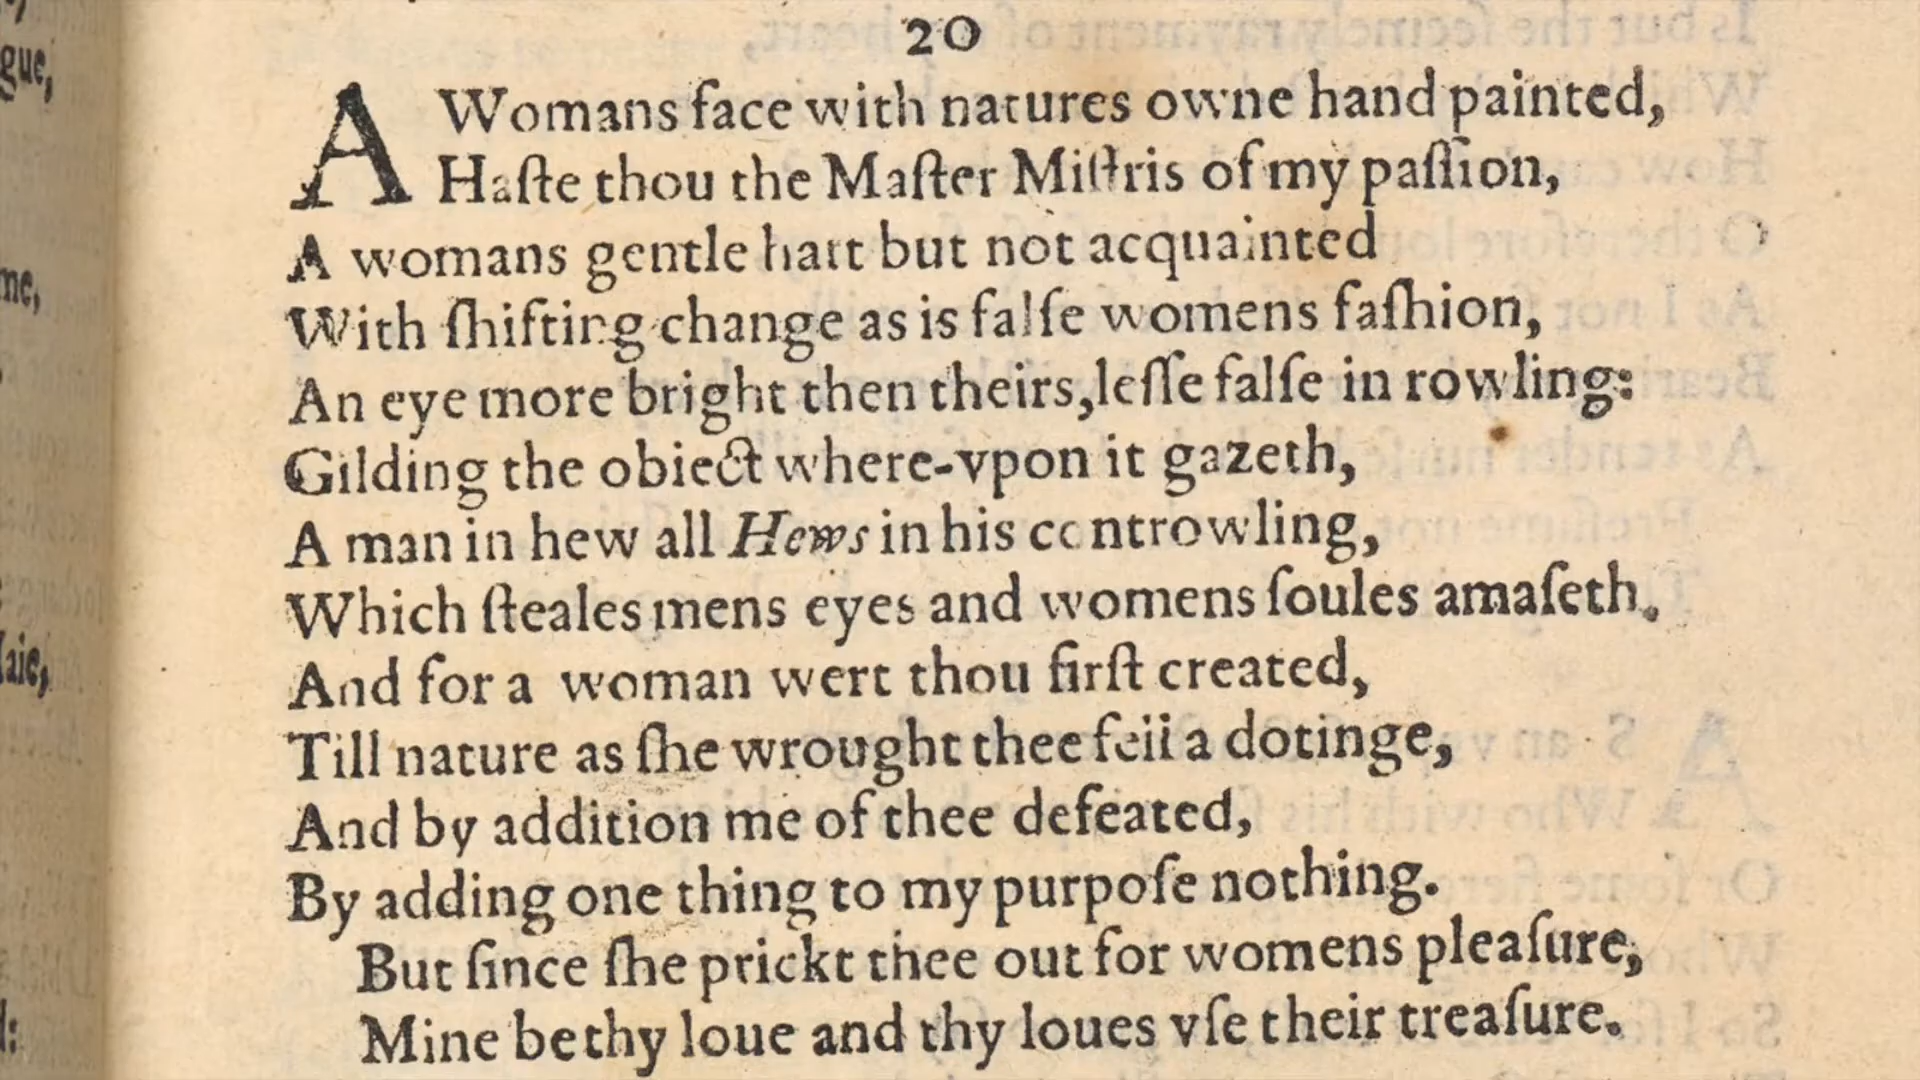 gue,
me,
20
A Womans face with natures owne hand painted,
Haſte thou the Maſter Miſtris of my paſſion,
A womans gentle hart but not acquainted
With ſhifting change as is falſe womens faſhion,
An eye more bright then theirs,leſſe falſe in rowling:
Gilding the obiect where-vpon it gazeth,
A man in hew all Hews in his controwling,
Which ſteales mens eyes and womens ſoules amaſeth.
And for a woman wert thou firſt created,
Till nature as ſhe wrought thee fell a dotinge,
And by addition me of thee defeated,
By adding one thing to my purpoſe nothing.
But ſince ſhe prickt thee out for womens pleaſure,
Mine be thy loue and thy loues vſe their treaſure.